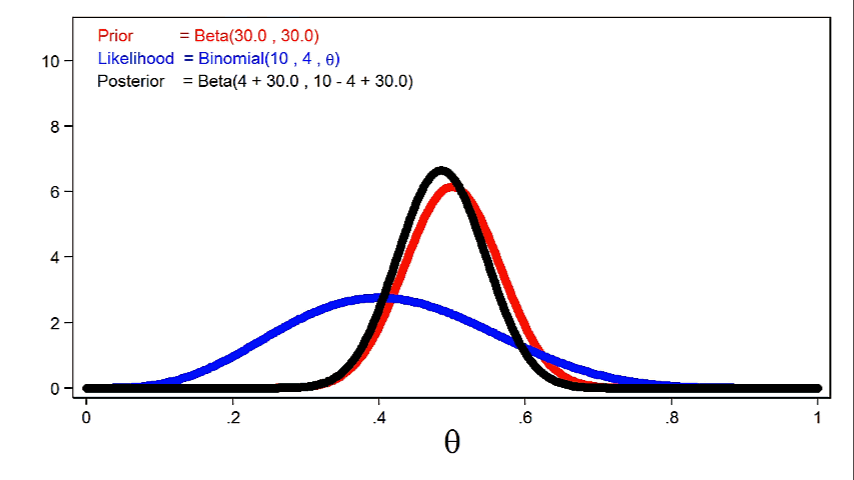 Prior = Beta(30.0 , 30.0)
Likelihood = Binomial(10 , 4 , θ)
Posterior = Beta(4 + 30.0 , 10 - 4 + 30.0)
10
8
6
4
2
0
0 .2 .4 .6 .8 1
θ